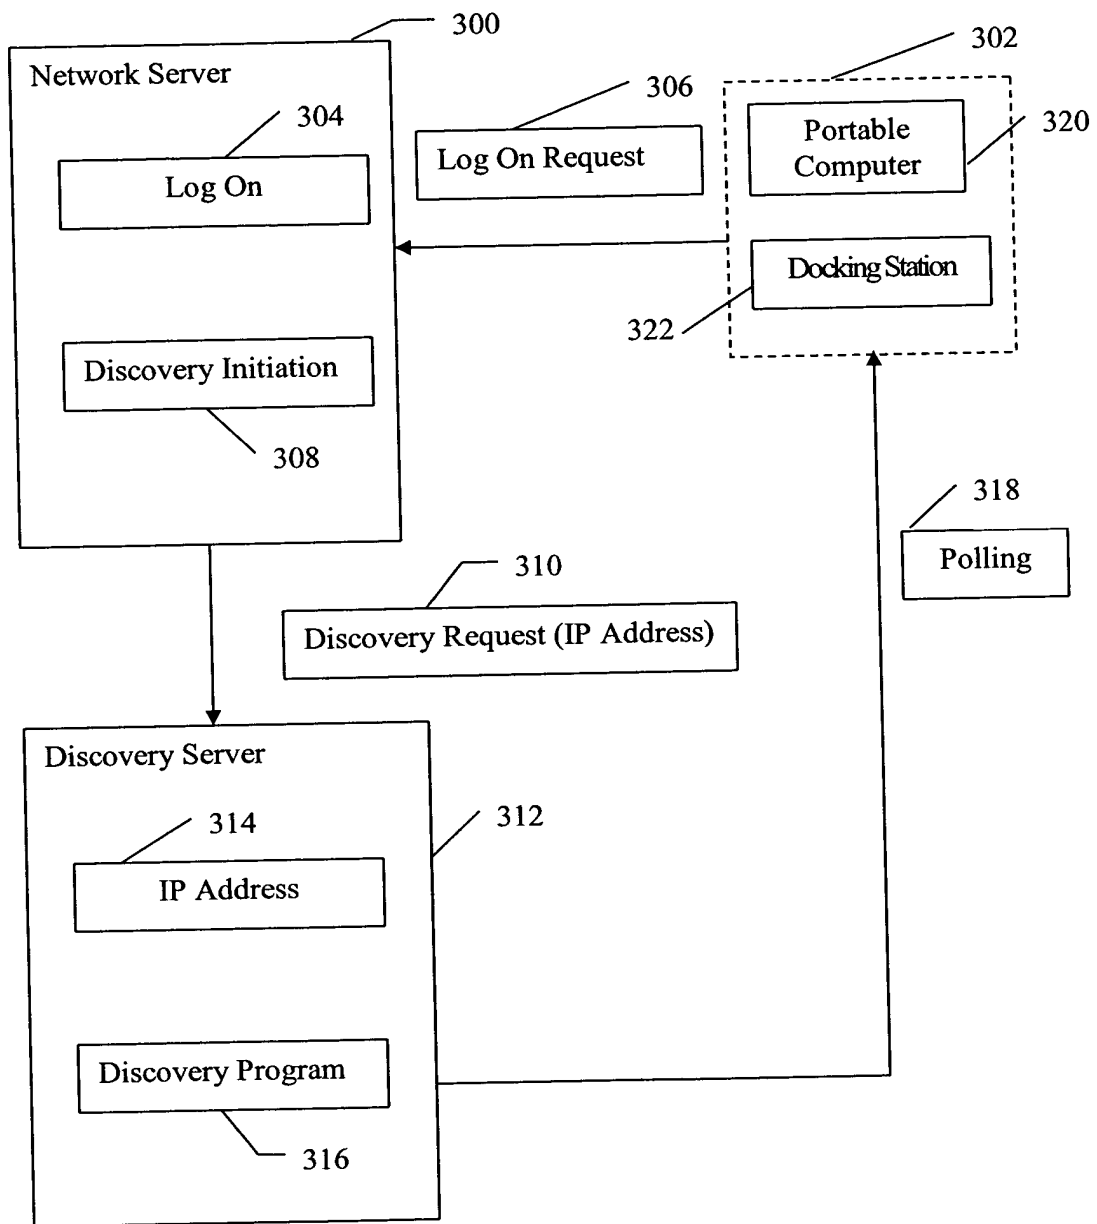 300
Network Server
302
306
304
Portable
Computer
320
Log On Request
Log On
Docking Station
322
Discovery Initiation
308
318
Polling
310
Discovery Request (IP Address)
Discovery Server
314
312
IP Address
Discovery Program
316